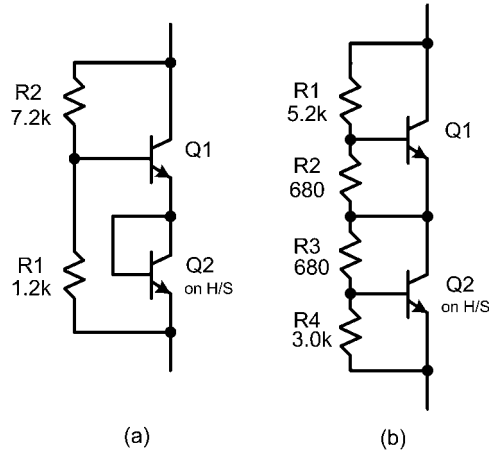 R2
7.2k
Q1
R1
1.2k
Q2
on H/S
(a)
R1
5.2k
Q1
R2
680
R3
680
Q2
on H/S
R4
3.0k
(b)